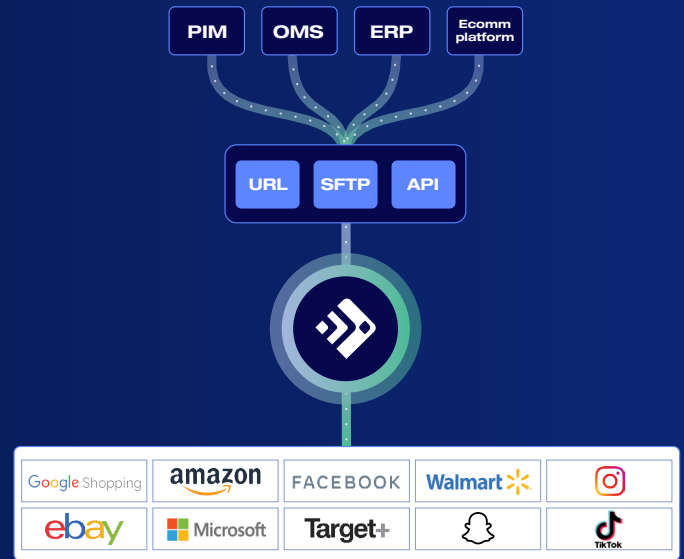 PIM
OMS
ERP
Ecomm
platform
URL
SFTP
API
Google Shopping
amazon
FACEBOOK
Walmart
ebay
Microsoft
Target+
TikTok